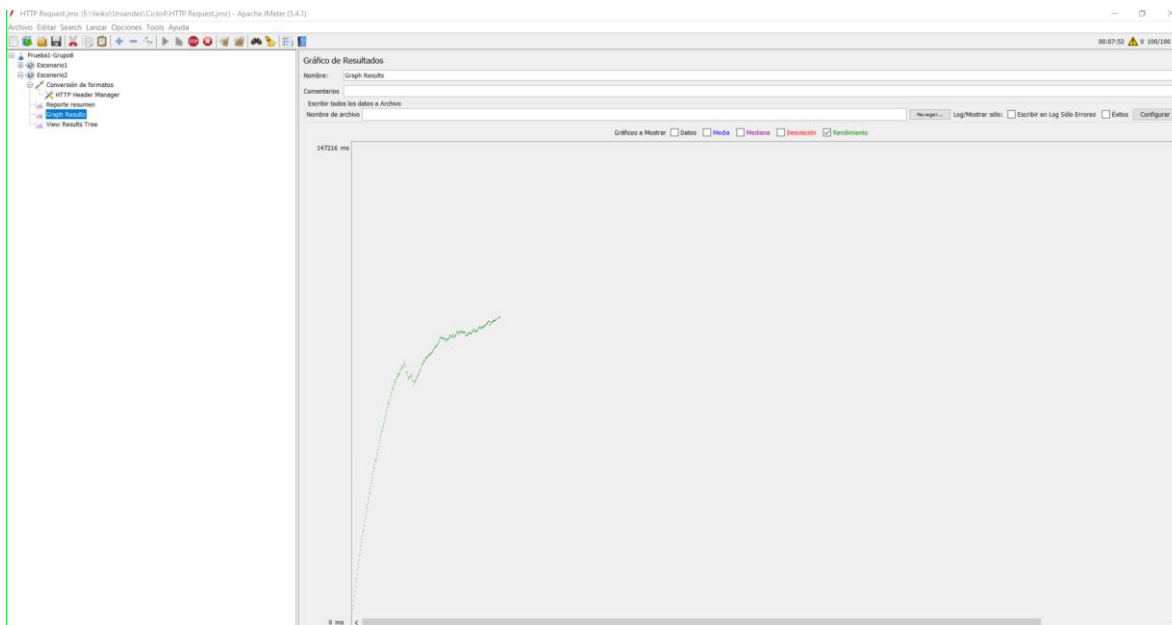 HTTP Request.jmx (E:\Veiko\Uniandes\Ciclo4\HTTP Request.jmx) - Apache JMeter (5.4.1)
Archivo Editar Search Lanzar Opciones Tools Ayuda
00:07:52 0 100/100
Prueba1-Grupo8
Escenario1
Escenario2
Conversión de formatos
HTTP Header Manager
Reporte resumen
Graph Results
View Results Tree
Gráfico de Resultados
Nombre: Graph Results
Comentarios
Escribir todos los datos a Archivo
Nombre de archivo Navegar... Log/Mostrar sólo: Escribir en Log Sólo Errores Éxitos Configurar
Gráficos a Mostrar Datos Media Mediana Desviación Rendimiento
147216 ms
0 ms